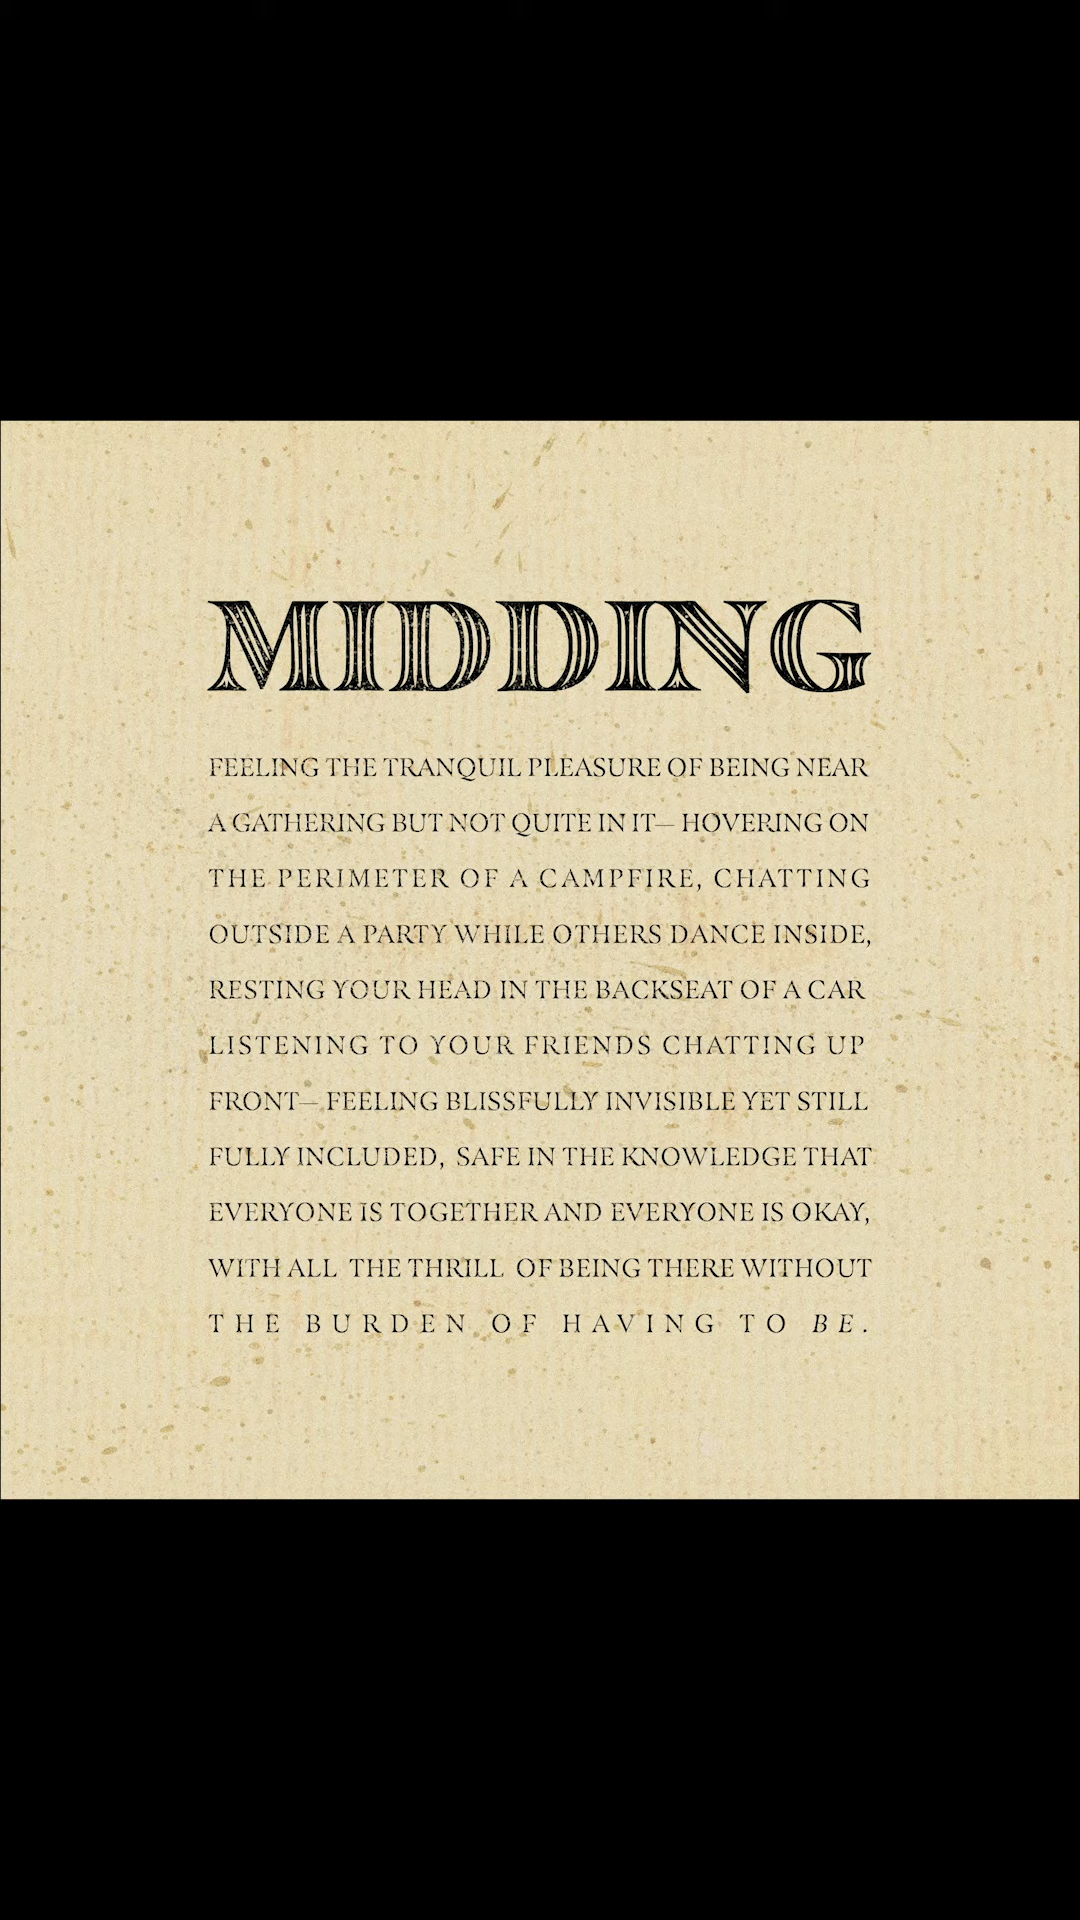 MIDDING
FEELING THE TRANQUIL PLEASURE OF BEING NEAR
A GATHERING BUT NOT QUITE IN IT— HOVERING ON
THE PERIMETER OF A CAMPFIRE, CHATTING
OUTSIDE A PARTY WHILE OTHERS DANCE INSIDE,
RESTING YOUR HEAD IN THE BACKSEAT OF A CAR
LISTENING TO YOUR FRIENDS CHATTING UP
FRONT— FEELING BLISSFULLY INVISIBLE YET STILL
FULLY INCLUDED, SAFE IN THE KNOWLEDGE THAT
EVERYONE IS TOGETHER AND EVERYONE IS OKAY,
WITH ALL THE THRILL OF BEING THERE WITHOUT
THE BURDEN OF HAVING TO BE.